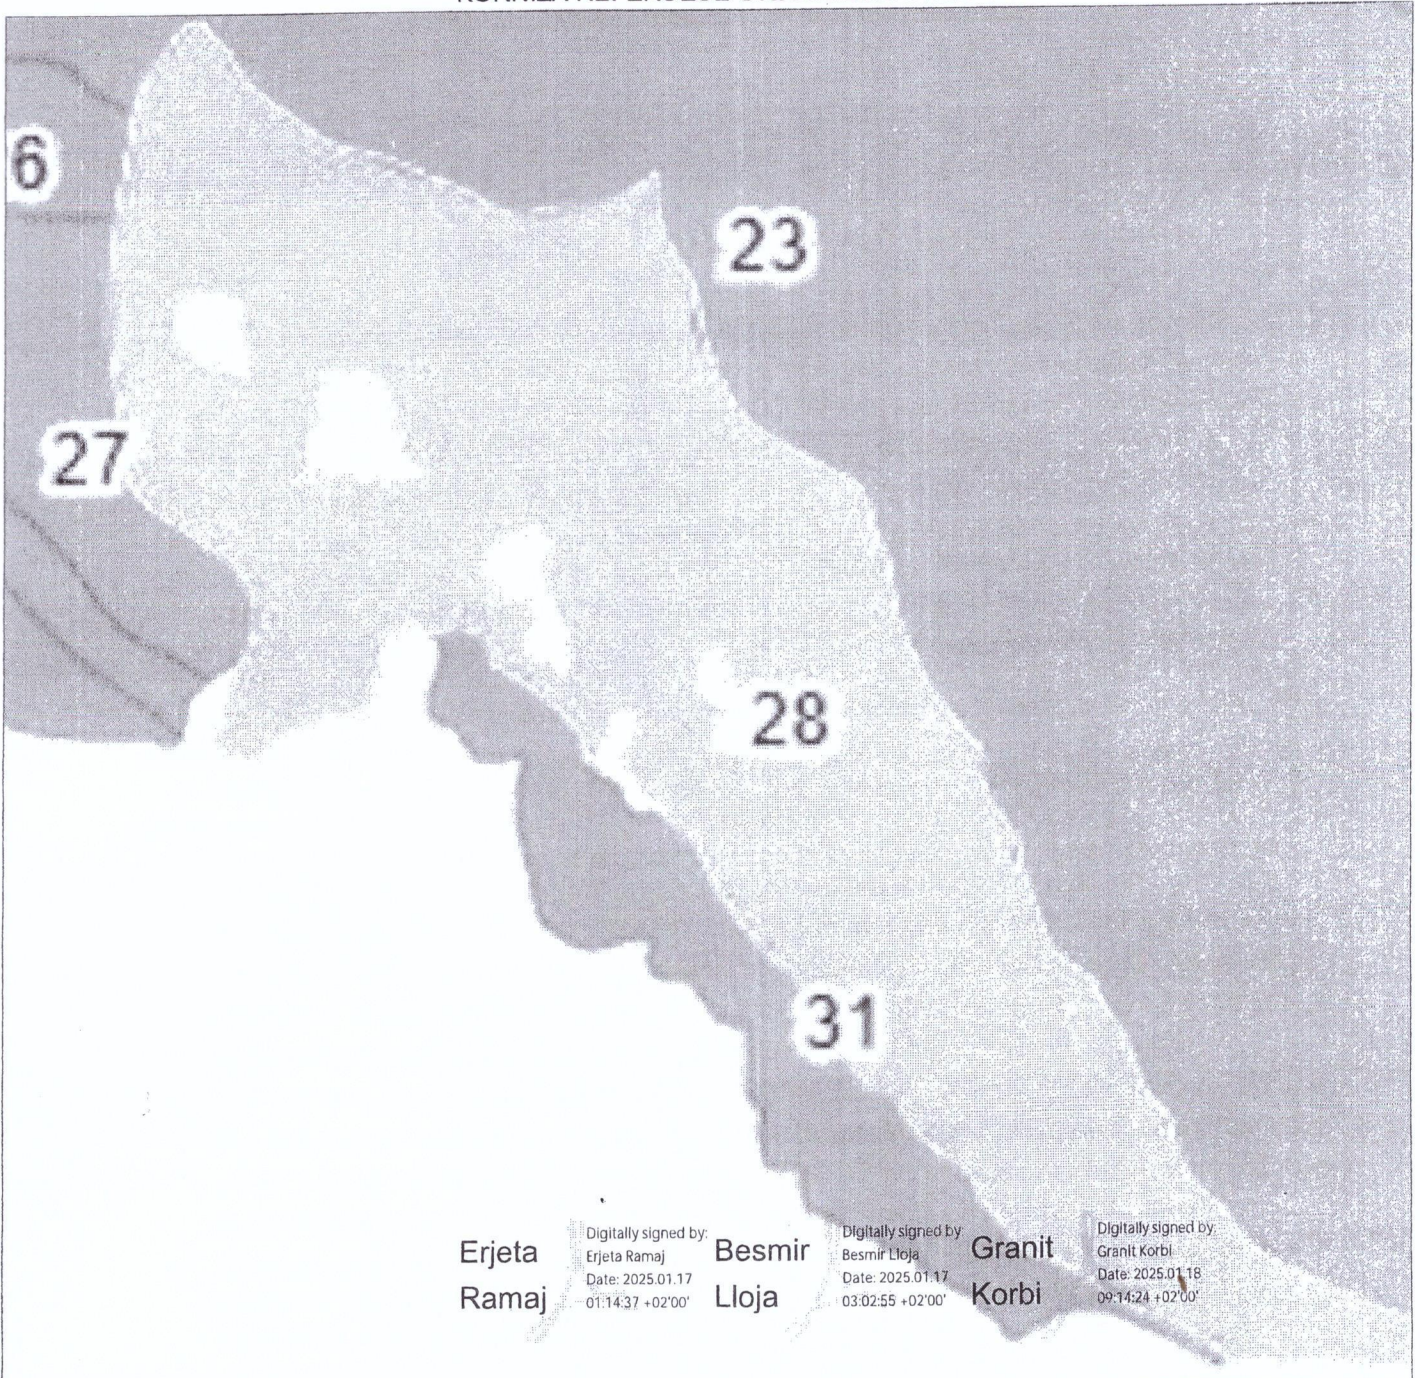 6
23
27
28
31
Erjeta
Ramaj
Digitally signed by:
Erjeta Ramaj
Date: 2025.01.17
01:14:37 +02'00'
Besmir
Lloja
Digitally signed by:
Besmir Lloja
Date: 2025.01.17
03:02:55 +02'00'
Granit
Korbi
Digitally signed by:
Granit Korbi
Date: 2025.01.18
09:14:24 +02'00'